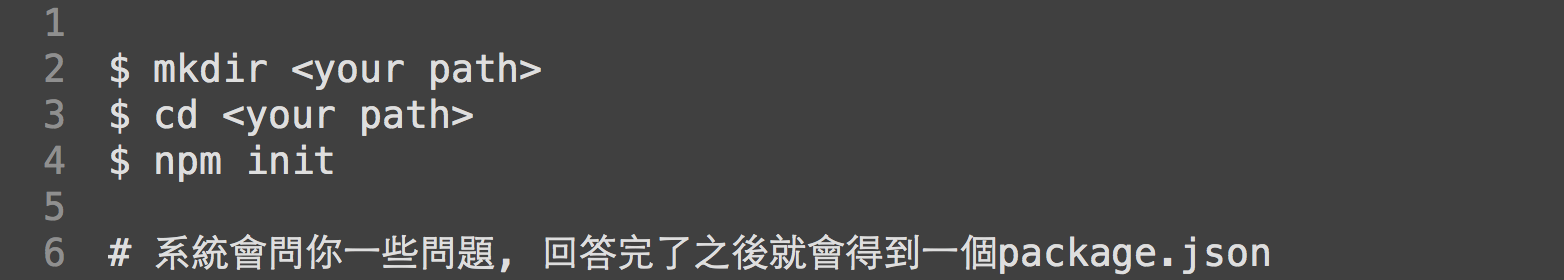 1
2 $ mkdir <your path>
3 $ cd <your path>
4 $ npm init
5
6 # 系統會問你一些問題, 回答完了之後就會得到一個package.json